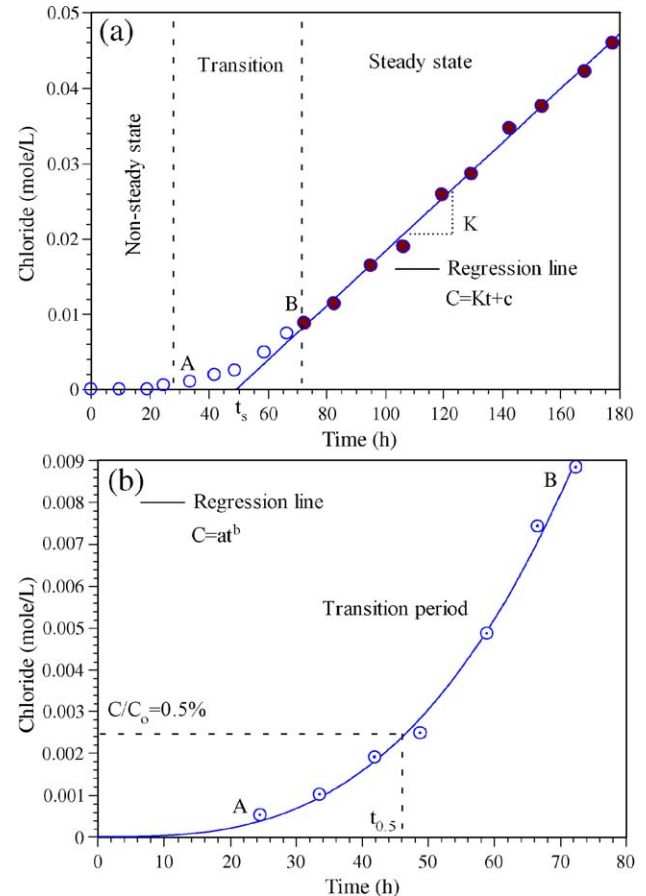 (a)
Chloride (mole/L)
0.05
0.04
0.03
0.02
0.01
0
Non-steady state
Transition
Steady state
A
B
K
Regression line
C=Kt+c
0 20 t_s 60 80 100 120 140 160 180
Time (h)
(b)
Chloride (mole/L)
0.009
0.008
0.007
0.006
0.005
0.004
0.003
0.002
0.001
0
Regression line
C=at^b
B
Transition period
C/C_o=0.5%
A
t_0.5
0 10 20 30 40 50 60 70 80
Time (h)